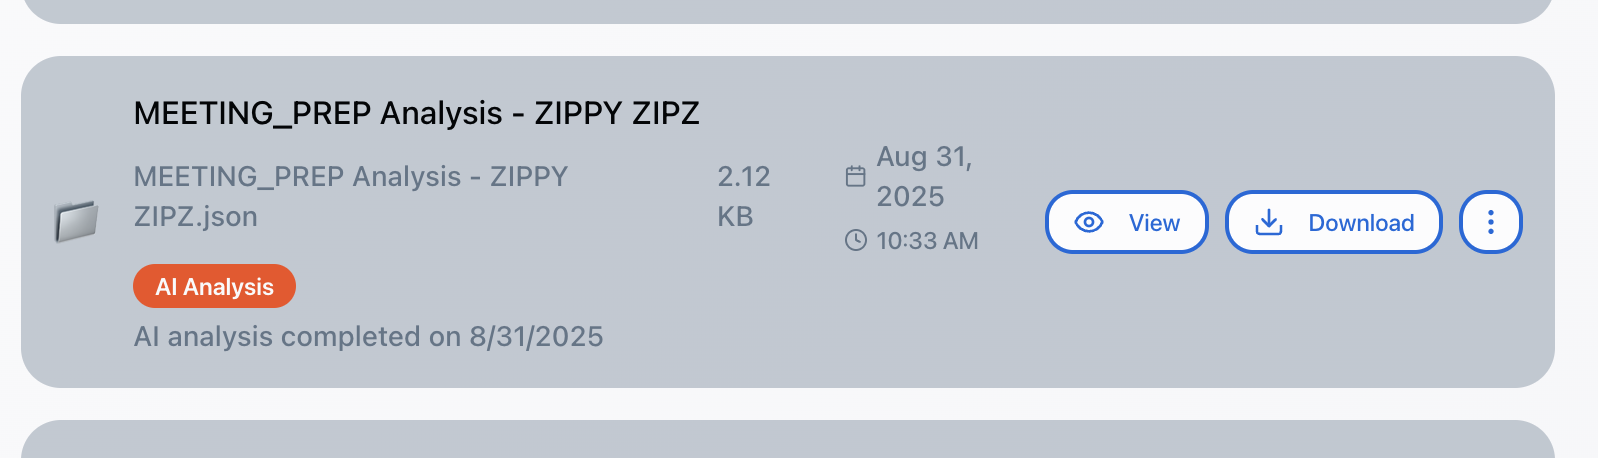 MEETING_PREP Analysis - ZIPPY ZIPZ
MEETING_PREP Analysis - ZIPPY
ZIPZ.json
2.12
KB
Aug 31,
2025
10:33 AM
View
Download
AI Analysis
AI analysis completed on 8/31/2025